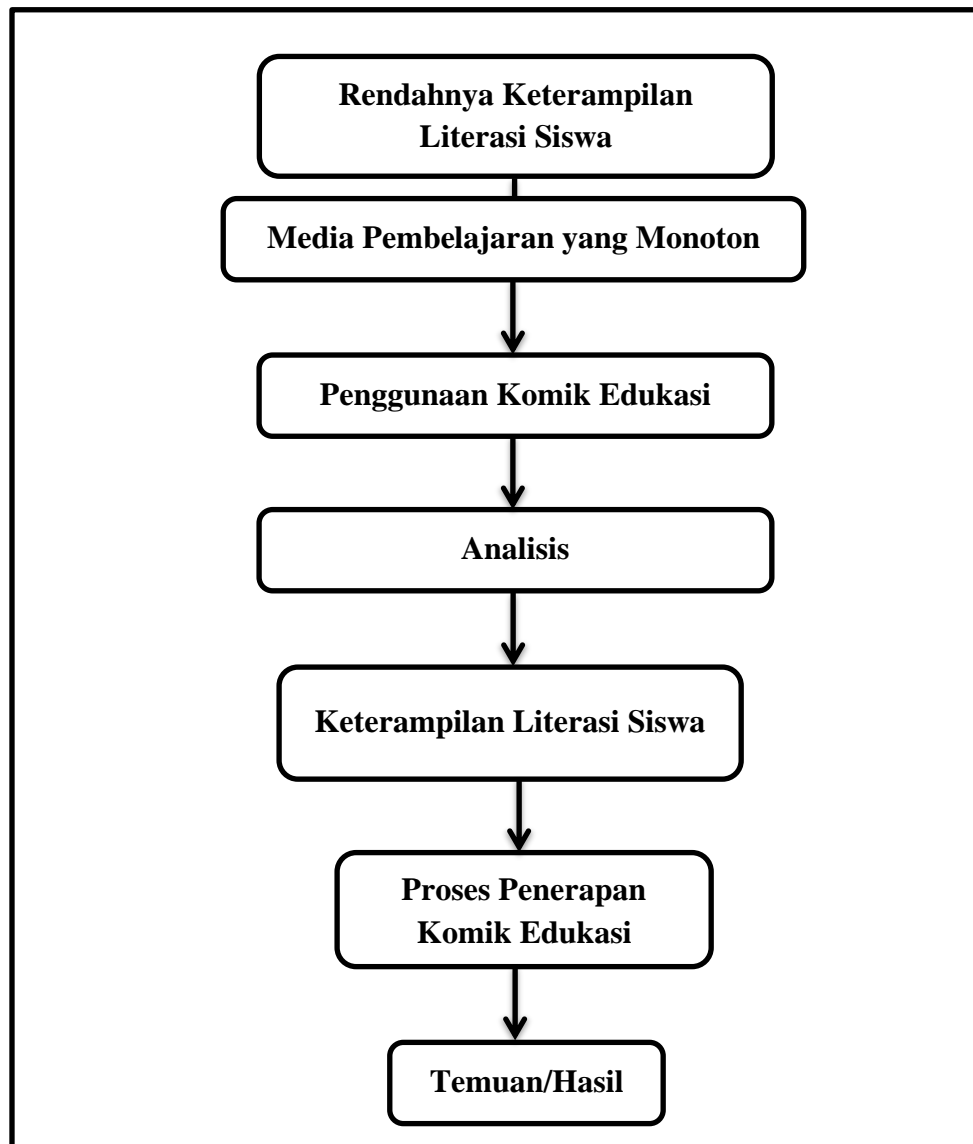 Rendahnya Keterampilan
Literasi Siswa
Media Pembelajaran yang Monoton
Penggunaan Komik Edukasi
Analisis
Keterampilan Literasi Siswa
Proses Penerapan
Komik Edukasi
Temuan/Hasil